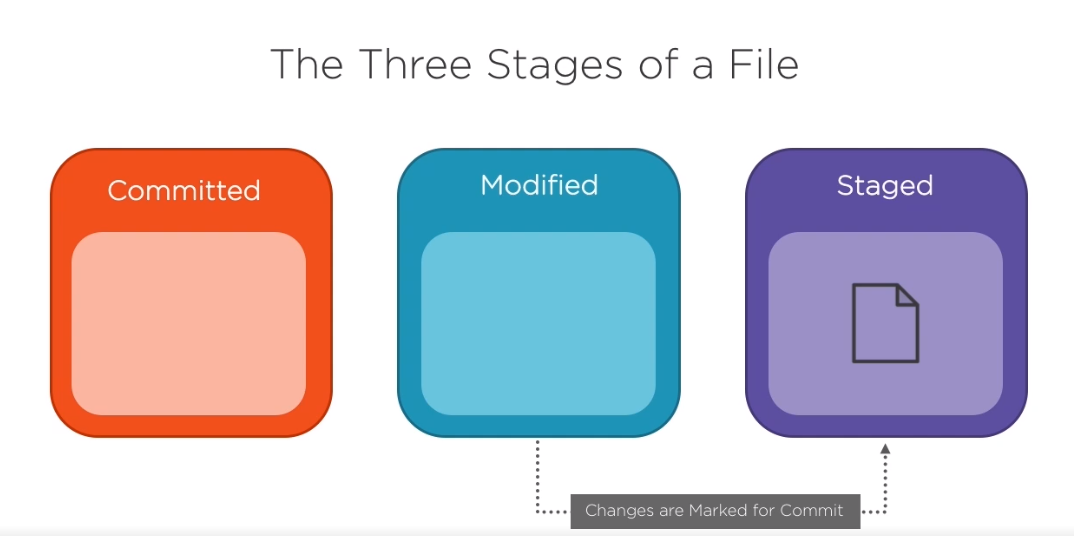 The Three Stages of a File
Committed
Modified
Staged
Changes are Marked for Commit